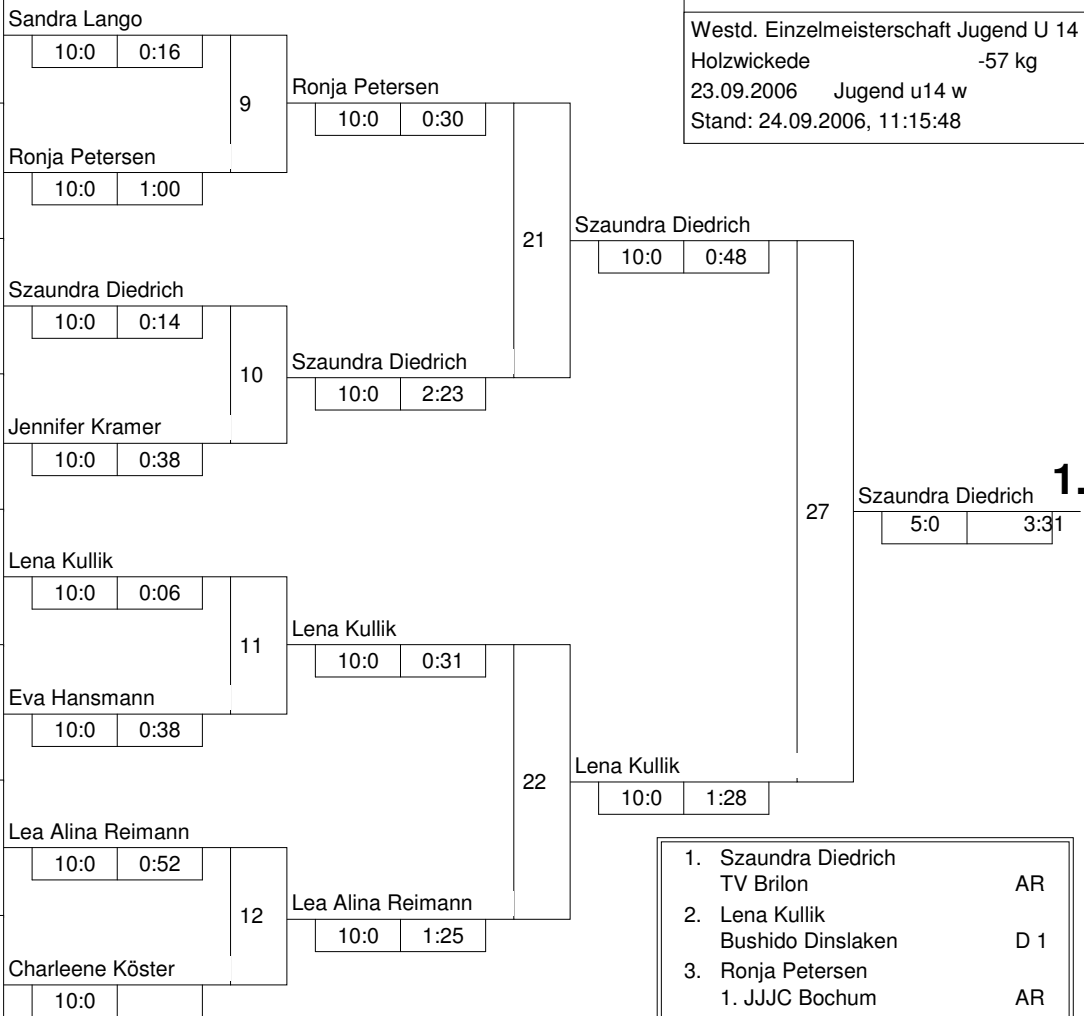 Westd. Einzelmeisterschaft Jugend U 14
Holzwickede -57 kg
23.09.2006 Jugend u14 w
Stand: 24.09.2006, 11:15:48
Sandra Lango
10:0 0:16
9
Ronja Petersen
10:0 1:00
Szaundra Diedrich
10:0 0:14
10
Jennifer Kramer
10:0 0:38
Lena Kullik
10:0 0:06
11
Eva Hansmann
10:0 0:38
Lea Alina Reimann
10:0 0:52
12
Charleene Köster
10:0
Ronja Petersen
10:0 0:30
21
Szaundra Diedrich
10:0 2:23
Lena Kullik
10:0 0:31
22
Lea Alina Reimann
10:0 1:25
Szaundra Diedrich
10:0 0:48
27
Lena Kullik
10:0 1:28
Szaundra Diedrich 1.
5:0 3:31
1. Szaundra Diedrich
TV Brilon AR
2. Lena Kullik
Bushido Dinslaken D 1
3. Ronja Petersen
1. JJJC Bochum AR